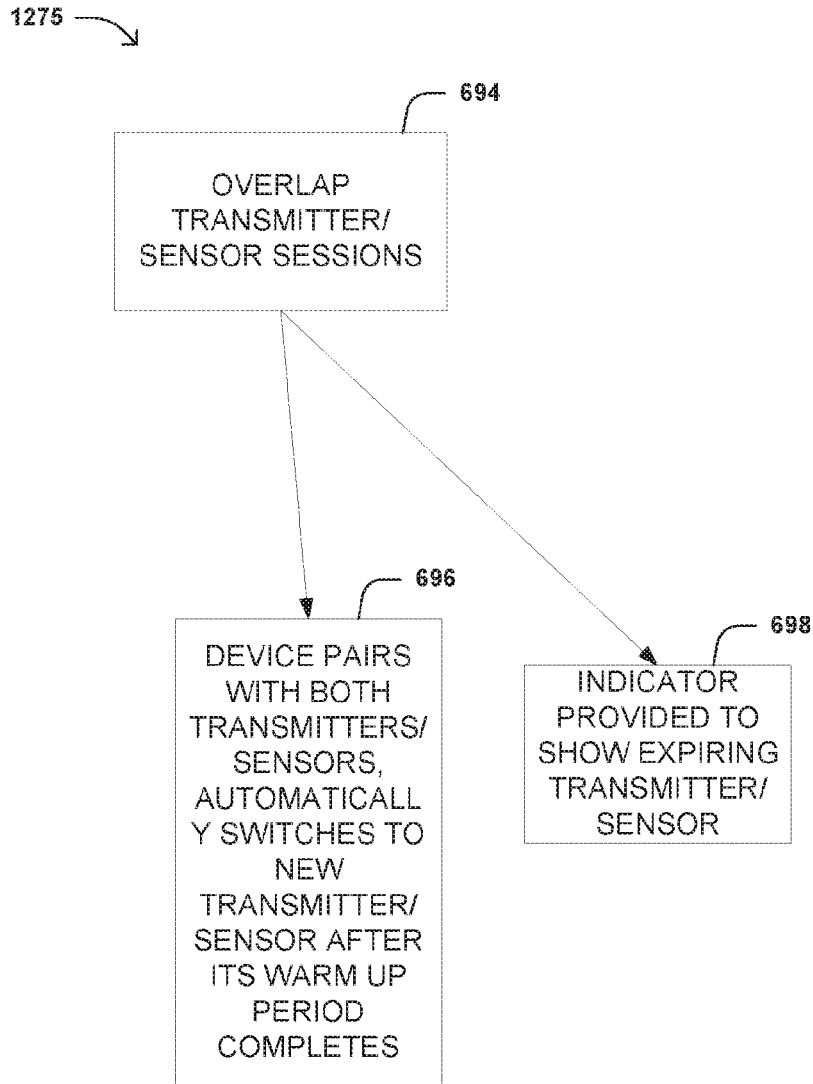 1275
694
OVERLAP
TRANSMITTER/
SENSOR SESSIONS
696
DEVICE PAIRS
WITH BOTH
TRANSMITTERS/
SENSORS,
AUTOMATICALL
Y SWITCHES TO
NEW
TRANSMITTER/
SENSOR AFTER
ITS WARM UP
PERIOD
COMPLETES
698
INDICATOR
PROVIDED TO
SHOW EXPIRING
TRANSMITTER/
SENSOR